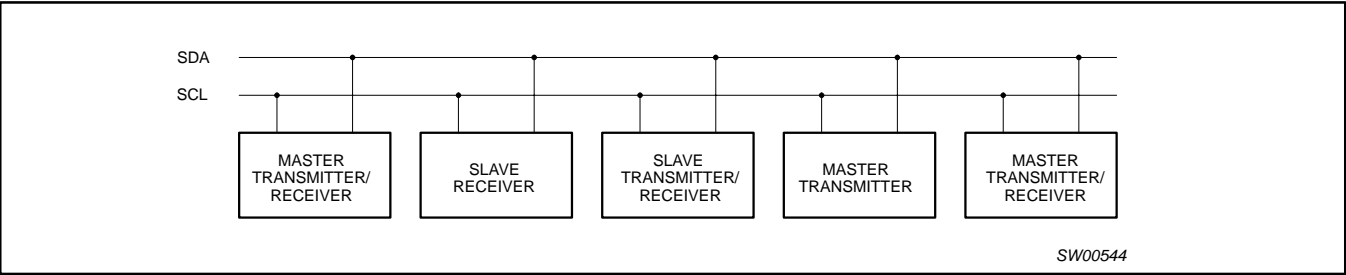 SDA
SCL
MASTER
TRANSMITTER/
RECEIVER
SLAVE
RECEIVER
SLAVE
TRANSMITTER/
RECEIVER
MASTER
TRANSMITTER
MASTER
TRANSMITTER/
RECEIVER
SW00544